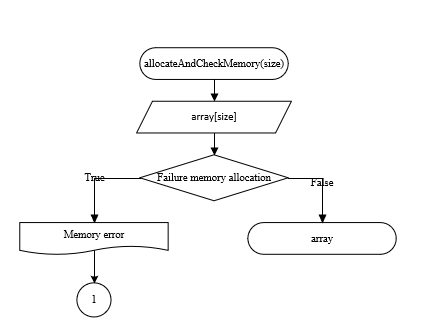 allocateAndCheckMemory(size)
array[size]
Failure memory allocation
True
False
Memory error
array
1